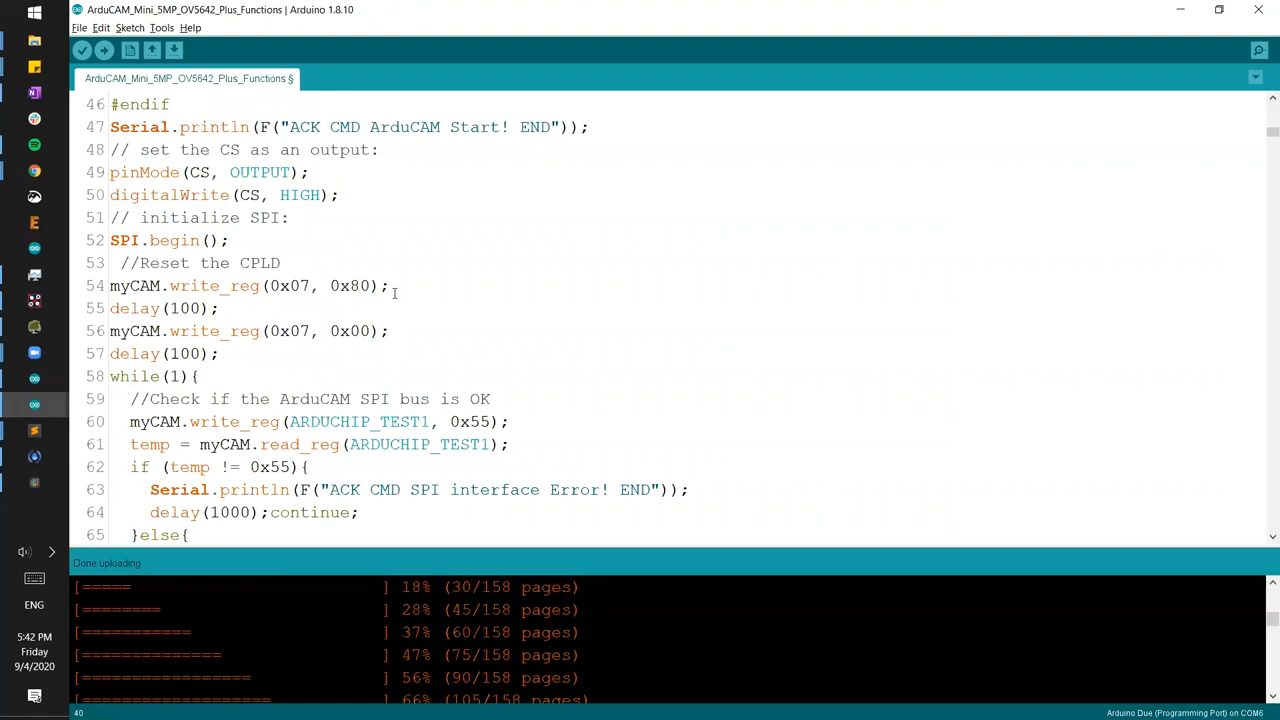 ArduCAM_Mini_5MP_OV5642_Plus_Functions | Arduino 1.8.10
File Edit Sketch Tools Help
ArduCAM_Mini_5MP_OV5642_Plus_Functions §
46 #endif
47 Serial.println(F("ACK CMD ArduCAM Start! END"));
48 // set the CS as an output:
49 pinMode(CS, OUTPUT);
50 digitalWrite(CS, HIGH);
51 // initialize SPI:
52 SPI.begin();
53 //Reset the CPLD
54 myCAM.write_reg(0x07, 0x80);
55 delay(100);
56 myCAM.write_reg(0x07, 0x00);
57 delay(100);
58 while(1){
59 //Check if the ArduCAM SPI bus is OK
60 myCAM.write_reg(ARDUCHIP_TEST1, 0x55);
61 temp = myCAM.read_reg(ARDUCHIP_TEST1);
62 if (temp != 0x55){
63 Serial.println(F("ACK CMD SPI interface Error! END"));
64 delay(1000);continue;
65 }else{
Done uploading.
[===== ] 18% (30/158 pages)
[======== ] 28% (45/158 pages)
[=========== ] 37% (60/158 pages)
[============== ] 47% (75/158 pages)
[================= ] 56% (90/158 pages)
[=================== ] 66% (105/158 pages)
40
Arduino Due (Programming Port) on COM6
ENG
5:42 PM
Friday
9/4/2020